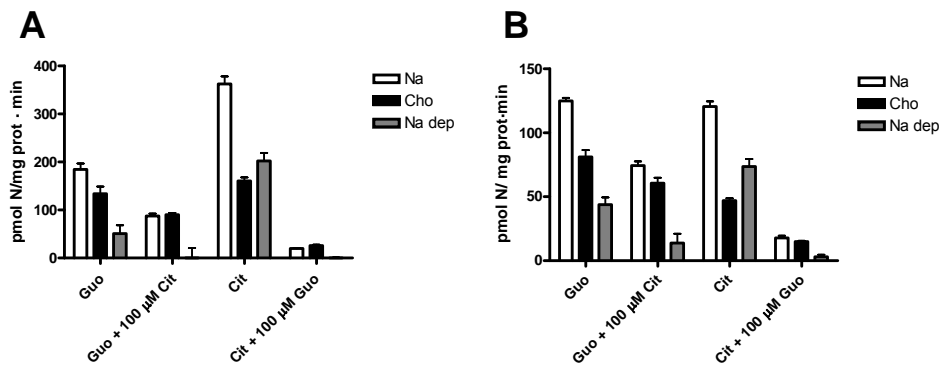 A
pmol N/mg prot · min
400
300
200
100
0
Na
Cho
Na dep
Guo
Guo + 100 µM Cit
Cit
Cit + 100 µM Guo
B
pmol N/ mg prot·min
150
100
50
0
Na
Cho
Na dep
Guo
Guo + 100 µM Cit
Cit
Cit + 100 µM Guo